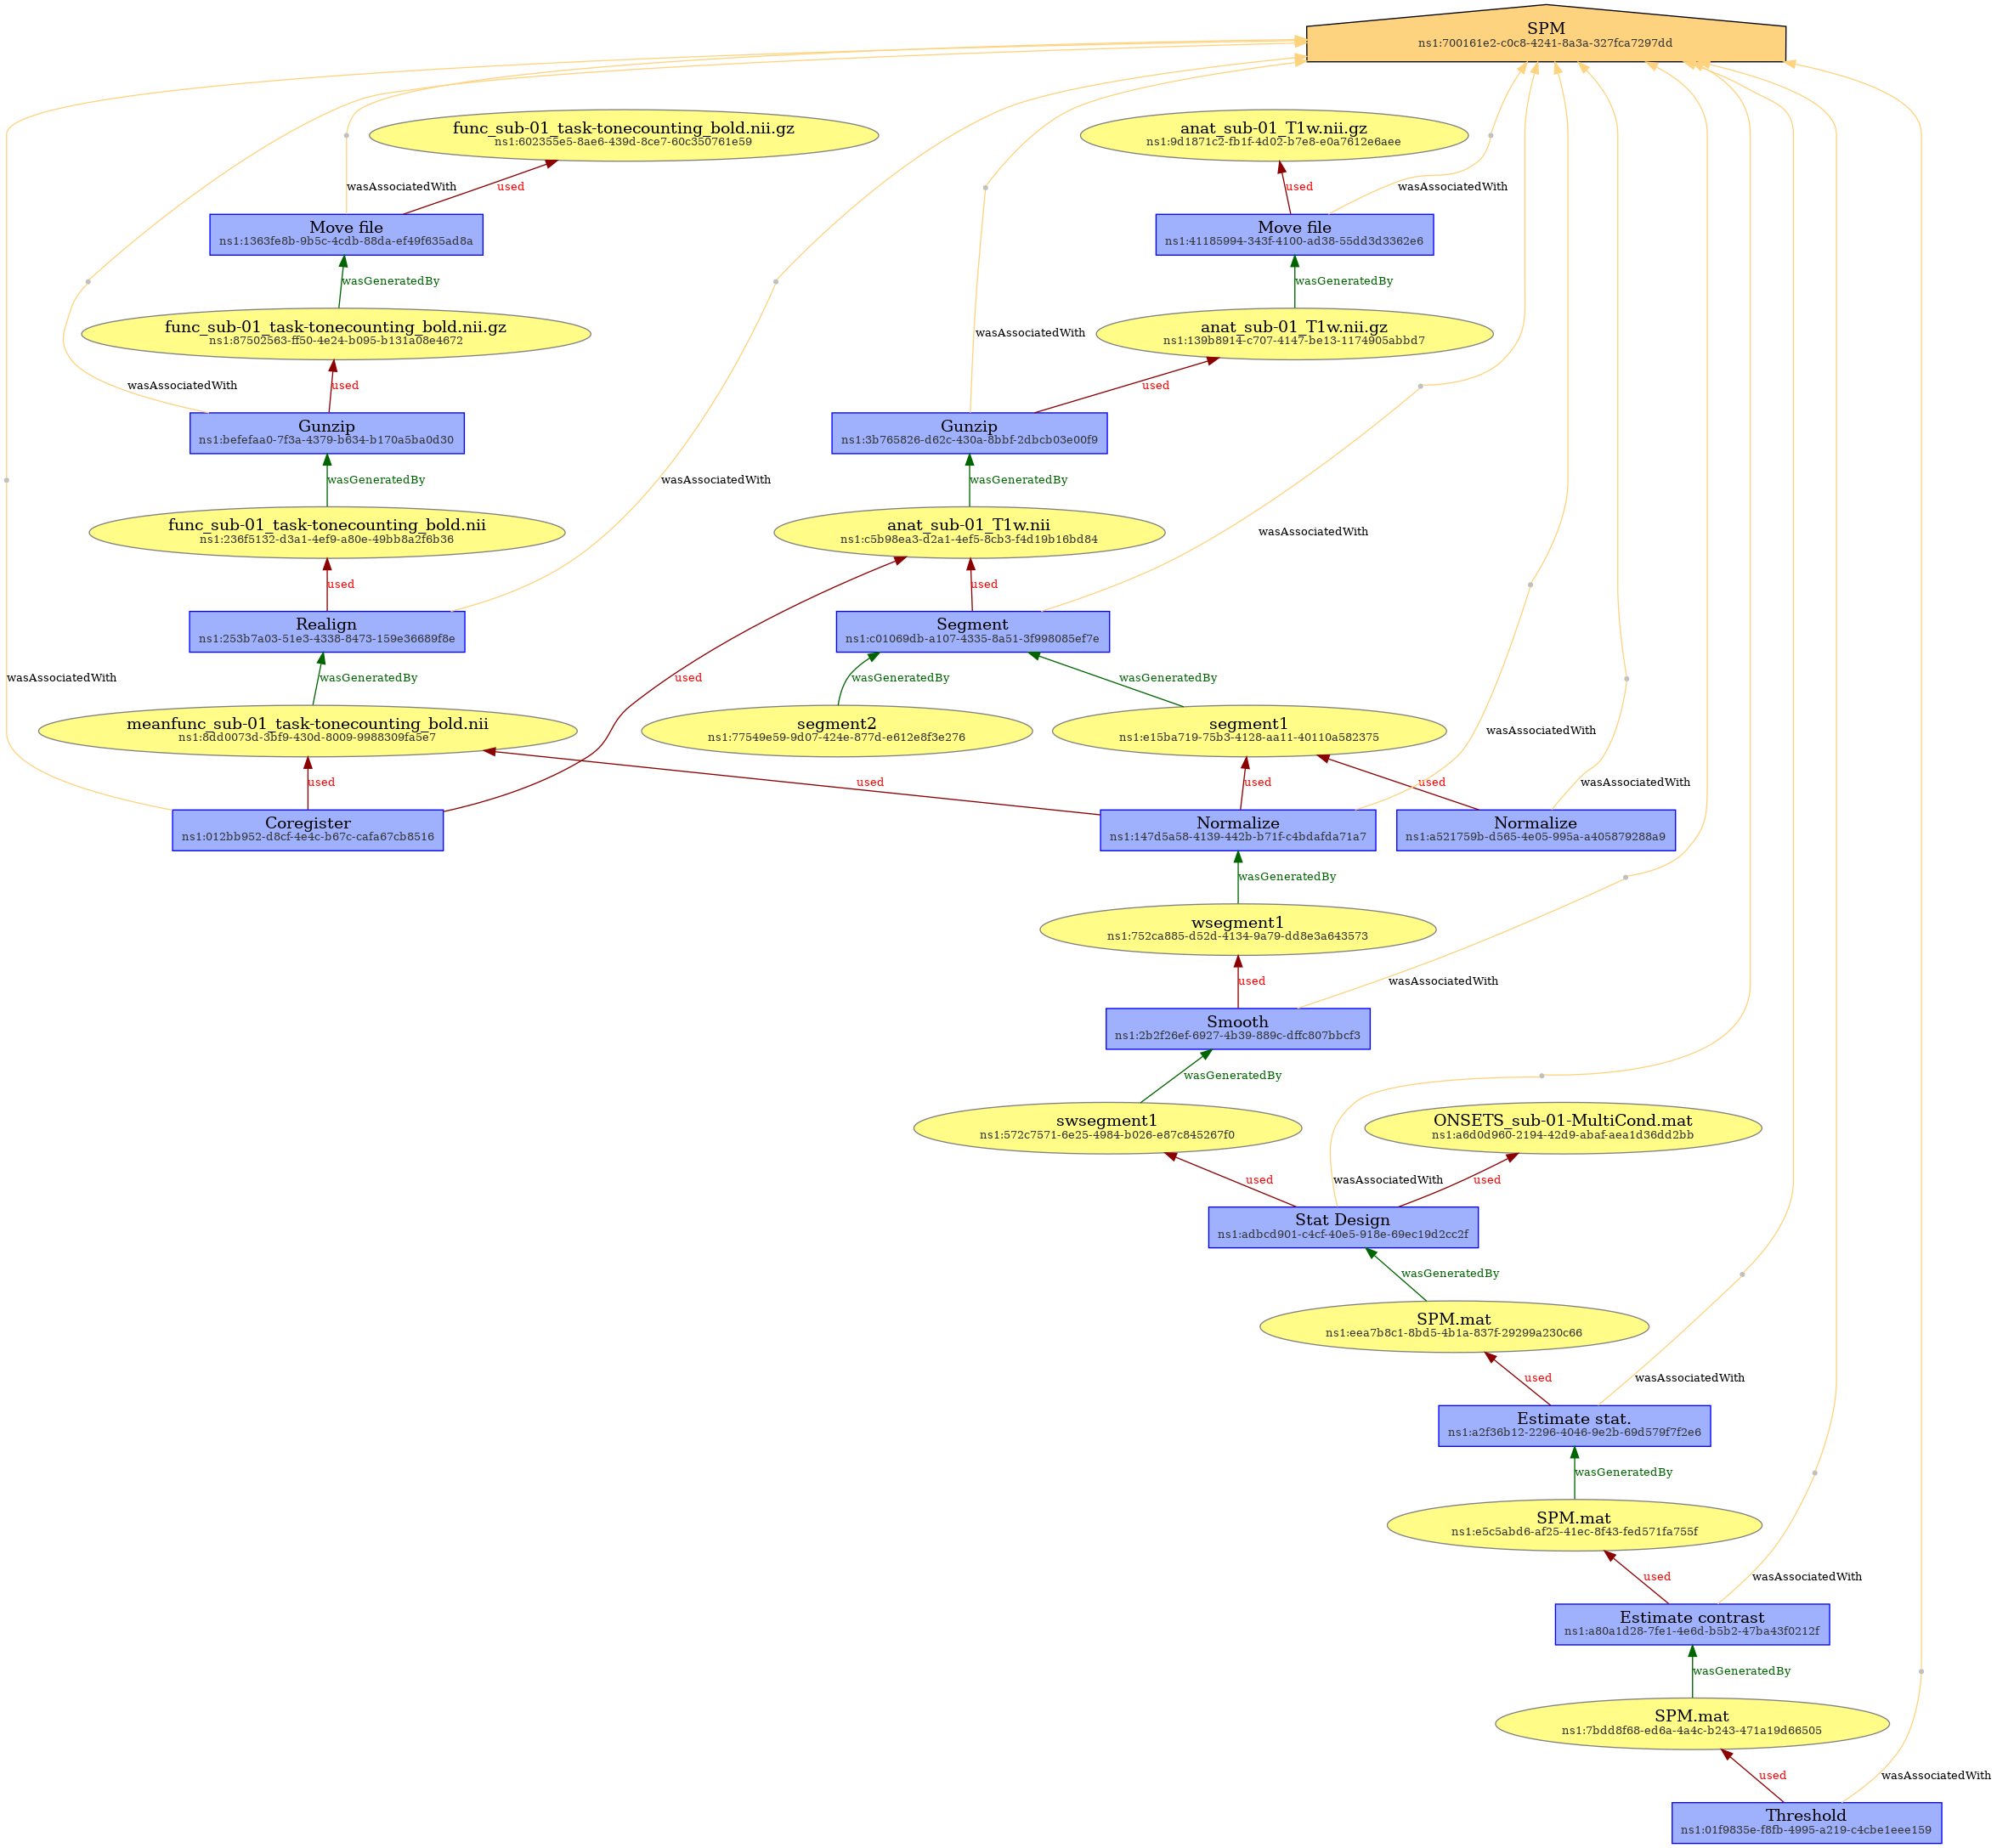 SPM
ns1:700161e2-c0c8-4241-8a3a-327fca7297dd
func_sub-01_task-tonecounting_bold.nii.gz
ns1:602355e5-8ae6-439d-8ce7-60c350761e59
anat_sub-01_T1w.nii.gz
ns1:9d1871c2-fb1f-4d02-b7e8-e0a7612e6aee
wasAssociatedWith
used
used
wasAssociatedWith
Move file
ns1:1363fe8b-9b5c-4cdb-88da-ef49f635ad8a
Move file
ns1:41185994-343f-4100-ad38-55dd3d3362e6
wasGeneratedBy
wasGeneratedBy
func_sub-01_task-tonecounting_bold.nii.gz
ns1:87502563-ff50-4e24-b095-b131a08e4672
wasAssociatedWith
anat_sub-01_T1w.nii.gz
ns1:139b8914-c707-4147-be13-1174905abbd7
wasAssociatedWith
used
used
Gunzip
ns1:befefaa0-7f3a-4379-b634-b170a5ba0d30
Gunzip
ns1:3b765826-d62c-430a-8bbf-2dbcb03e00f9
wasGeneratedBy
wasAssociatedWith
wasGeneratedBy
func_sub-01_task-tonecounting_bold.nii
ns1:236f5132-d3a1-4ef9-a80e-49bb8a2f6b36
anat_sub-01_T1w.nii
ns1:c5b98ea3-d2a1-4ef5-8cb3-f4d19b16bd84
wasAssociatedWith
used
used
Realign
ns1:253b7a03-51e3-4338-8473-159e36689f8e
Segment
ns1:c01069db-a107-4335-8a51-3f998085ef7e
wasAssociatedWith
wasGeneratedBy
used
wasGeneratedBy
wasGeneratedBy
meanfunc_sub-01_task-tonecounting_bold.nii
ns1:8dd0073d-3bf9-430d-8009-9988309fa5e7
segment2
ns1:77549e59-9d07-424e-877d-e612e8f3e276
segment1
ns1:e15ba719-75b3-4128-aa11-40110a582375
wasAssociatedWith
used
used
used
used
wasAssociatedWith
Coregister
ns1:012bb952-d8cf-4e4c-b67c-cafa67cb8516
Normalize
ns1:147d5a58-4139-442b-b71f-c4bdafda71a7
Normalize
ns1:a521759b-d565-4e05-995a-a405879288a9
wasGeneratedBy
wsegment1
ns1:752ca885-d52d-4134-9a79-dd8e3a643573
used
wasAssociatedWith
Smooth
ns1:2b2f26ef-6927-4b39-889c-dffc807bbcf3
wasGeneratedBy
swsegment1
ns1:572c7571-6e25-4984-b026-e87c845267f0
ONSETS_sub-01-MultiCond.mat
ns1:a6d0d960-2194-42d9-abaf-aea1d36dd2bb
used
wasAssociatedWith
used
Stat Design
ns1:adbcd901-c4cf-40e5-918e-69ec19d2cc2f
wasGeneratedBy
SPM.mat
ns1:eea7b8c1-8bd5-4b1a-837f-29299a230c66
used
wasAssociatedWith
Estimate stat.
ns1:a2f36b12-2296-4046-9e2b-69d579f7f2e6
wasGeneratedBy
SPM.mat
ns1:e5c5abd6-af25-41ec-8f43-fed571fa755f
used
wasAssociatedWith
Estimate contrast
ns1:a80a1d28-7fe1-4e6d-b5b2-47ba43f0212f
wasGeneratedBy
SPM.mat
ns1:7bdd8f68-ed6a-4a4c-b243-471a19d66505
used
wasAssociatedWith
Threshold
ns1:01f9835e-f8fb-4995-a219-c4cbe1eee159